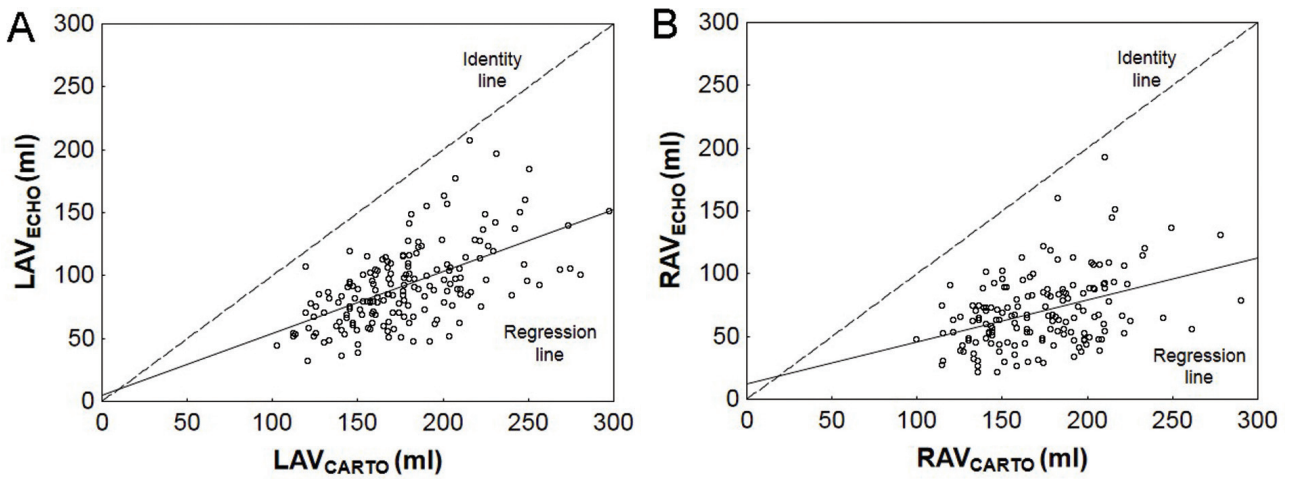 A
300
250
200
150
100
50
0
LAVECHO (ml)
Identity
line
Regression
line
0 50 100 150 200 250 300
LAVCARTO (ml)
B
300
250
200
150
100
50
0
RAVECHO (ml)
Identity
line
Regression
line
0 50 100 150 200 250 300
RAVCARTO (ml)